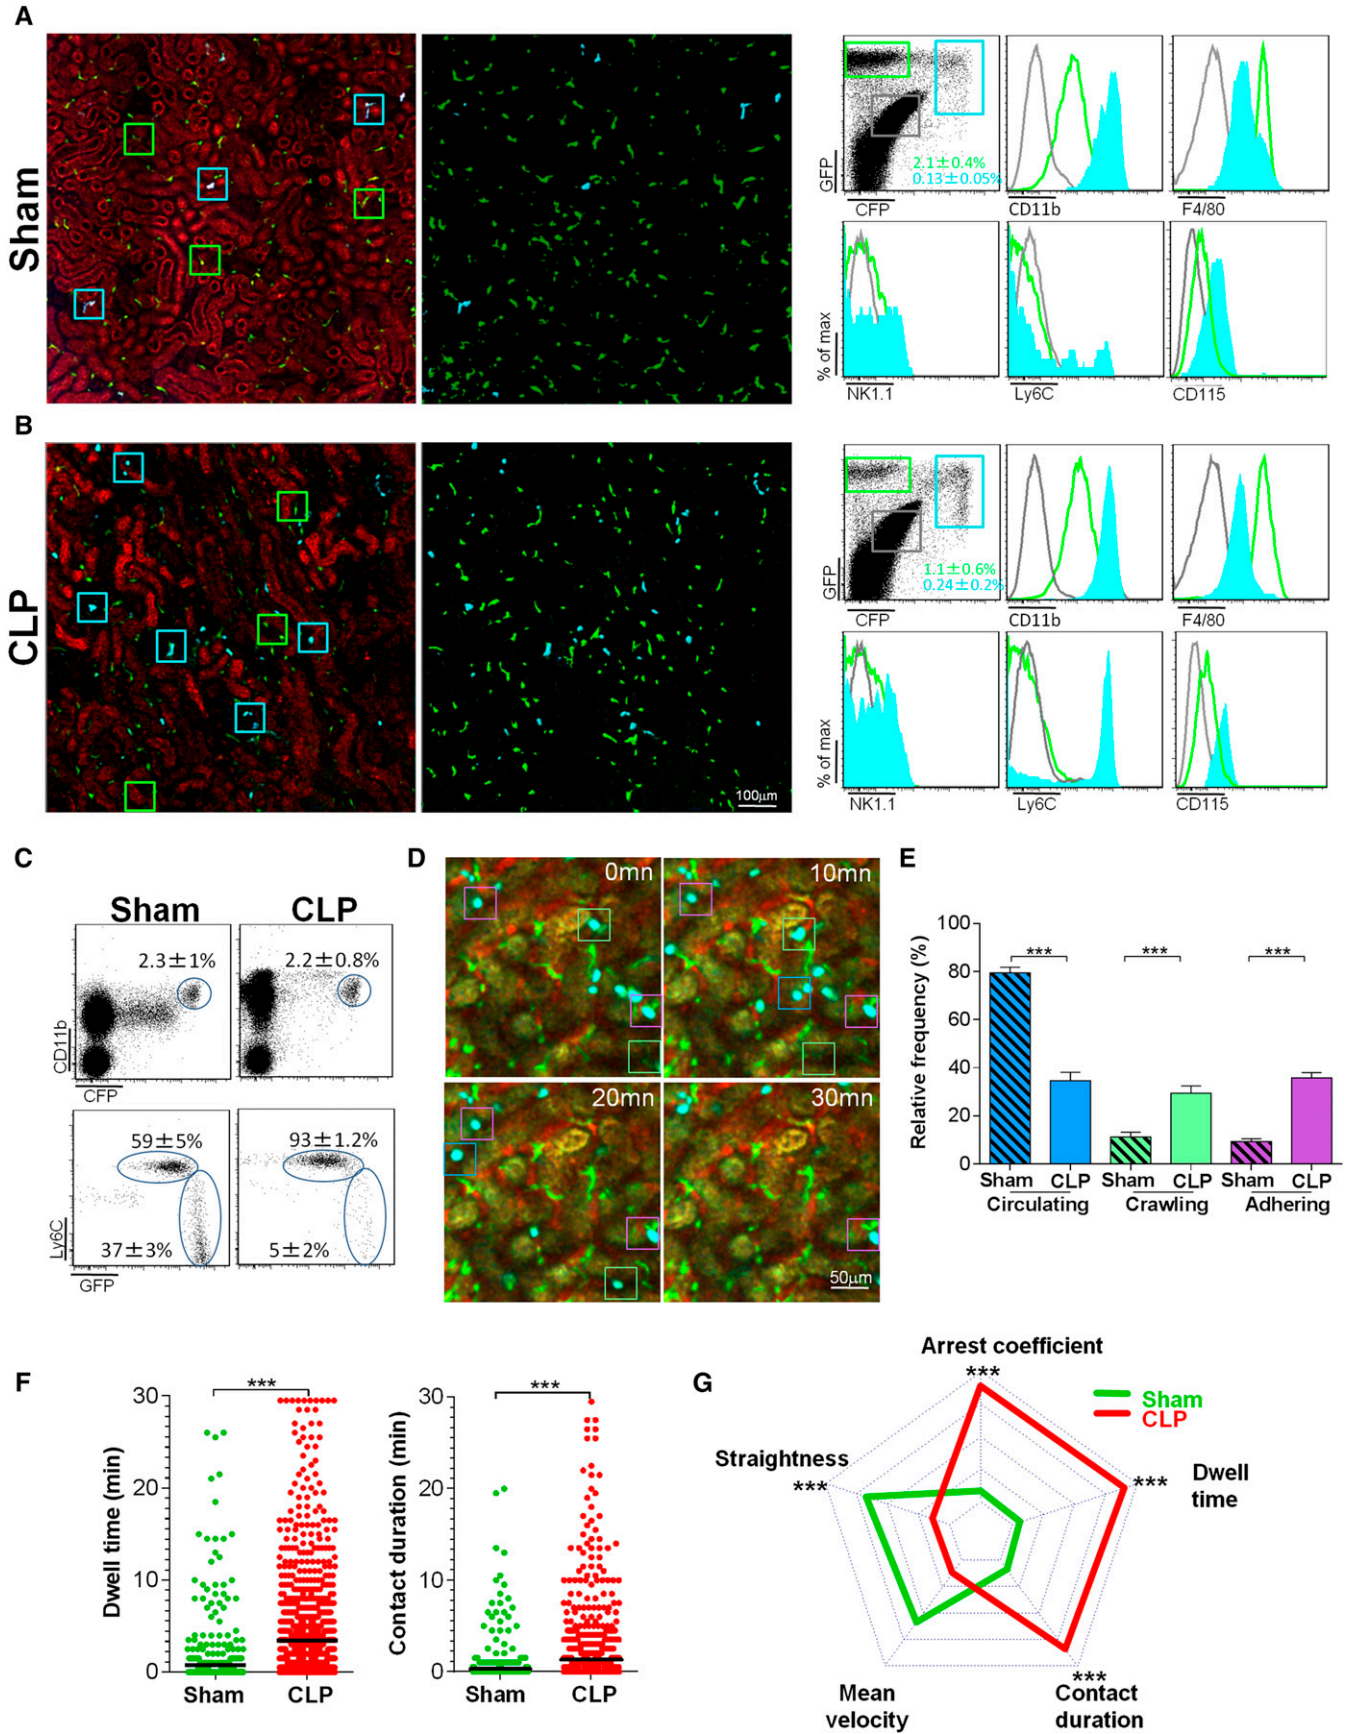 A
Sham
GFP
CFP
2.1±0.4%
0.13±0.05%
CD11b
F4/80
% of max
NK1.1
Ly6C
CD115
B
CLP
100µm
GFP
CFP
1.1±0.6%
0.24±0.2%
CD11b
F4/80
% of max
NK1.1
Ly6C
CD115
C
Sham CLP
2.3±1% 2.2±0.8%
CD11b
CFP
59±5% 93±1.2%
37±3% 5±2%
Ly6C
GFP
D
0mn 10mn
20mn 30mn
50µm
E
Relative frequency (%)
100
80
60
40
20
0
*** *** ***
Sham CLP Sham CLP Sham CLP
Circulating Crawling Adhering
F
Dwell time (min)
30
20
10
0
***
Sham CLP
Contact duration (min)
30
20
10
0
***
Sham CLP
G
Arrest coefficient
***
Sham
CLP
Straightness
***
*** Dwell
time
Mean
velocity
***
Contact
duration